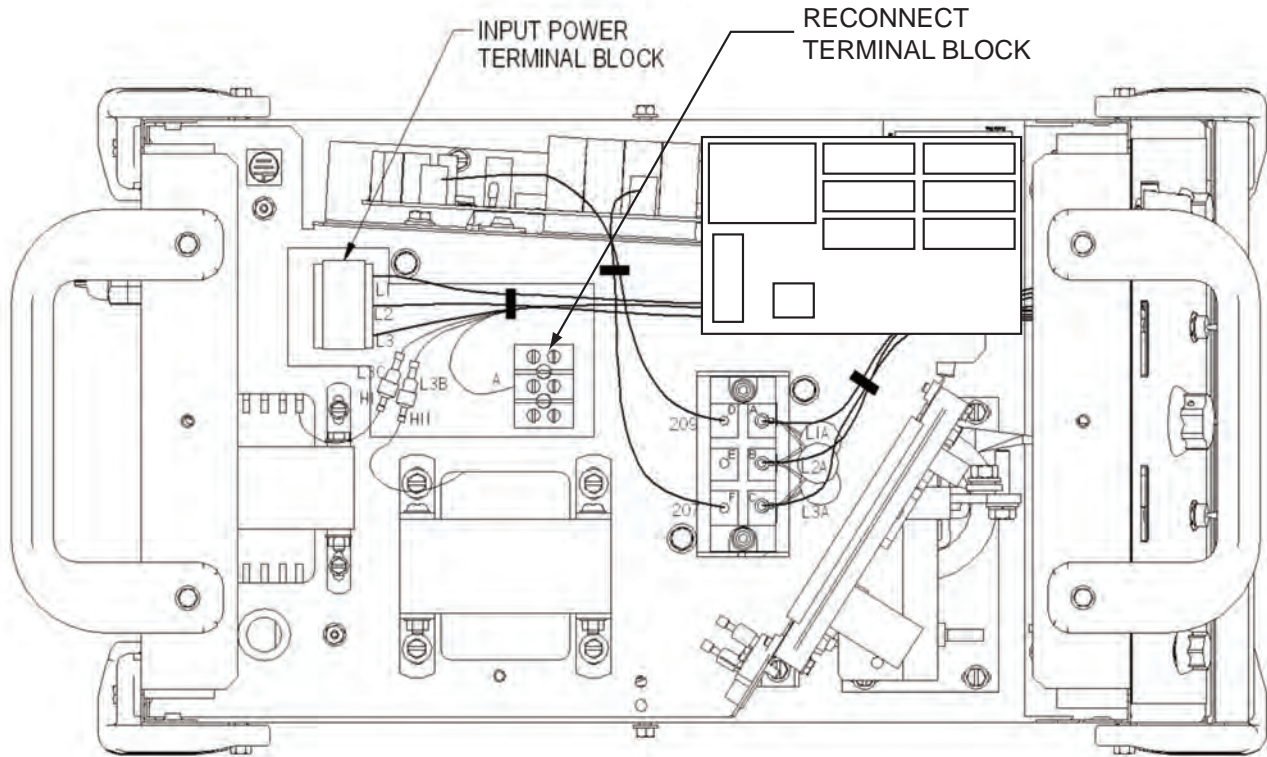 INPUT POWER
TERMINAL BLOCK
RECONNECT
TERMINAL BLOCK
L1
L2
L3
L3C
L3B
A
H1
H11
209
D
A
L1A
E
B
L2A
207
F
C
L3A